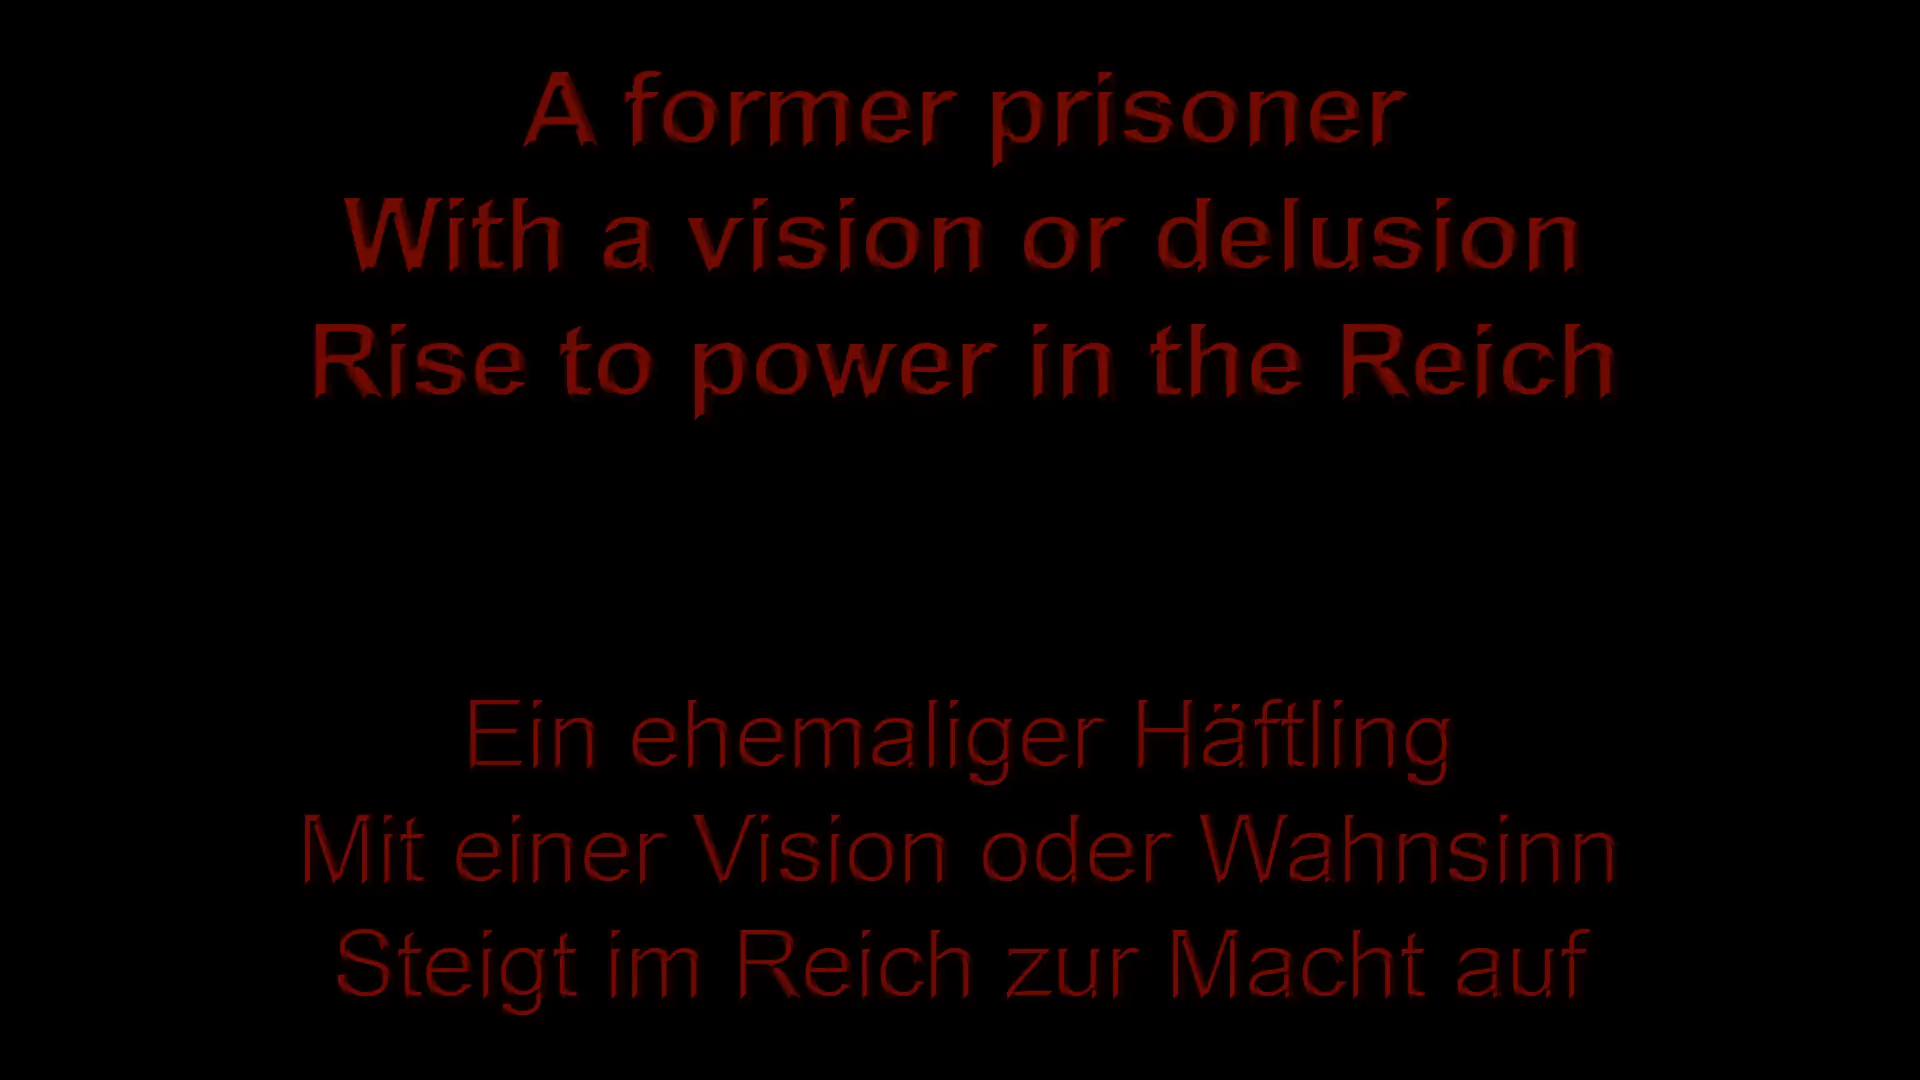 A former prisoner
With a vision or delusion
Rise to power in the Reich
Ein ehemaliger Häftling
Mit einer Vision oder Wahnsinn
Steigt im Reich zur Macht auf